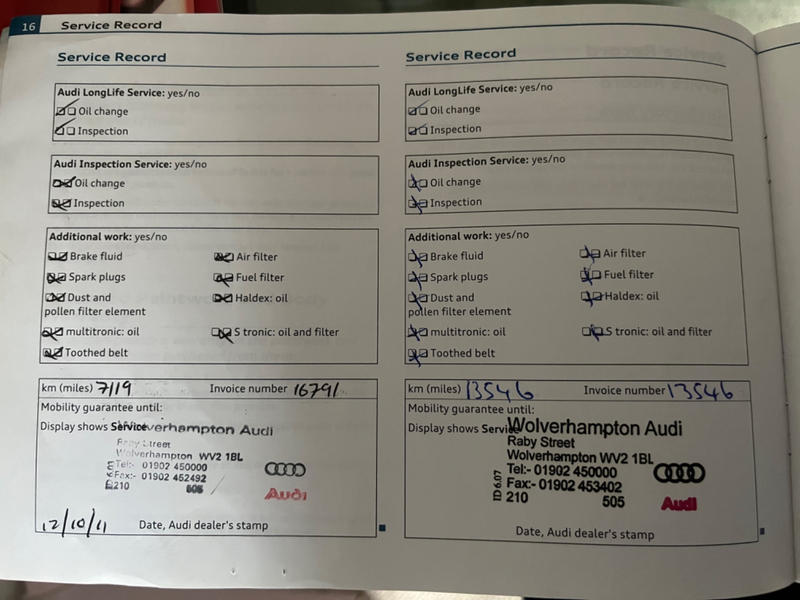 16 Service Record
Service Record
Audi LongLife Service: yes/no
Oil change
Inspection
Audi Inspection Service: yes/no
Oil change
Inspection
Additional work: yes/no
Brake fluid Air filter
Spark plugs Fuel filter
Dust and Haldex: oil
pollen filter element
multitronic: oil S tronic: oil and filter
Toothed belt
km (miles) 7119 Invoice number 16791
Mobility guarantee until:
Display shows Service
Wolverhampton Audi
Raby Street
Wolverhampton WV2 1BL
Tel:- 01902 450000
Fax:- 01902 452492
210 505
Audi
12/10/11 Date, Audi dealer's stamp
Service Record
Audi LongLife Service: yes/no
Oil change
Inspection
Audi Inspection Service: yes/no
Oil change
Inspection
Additional work: yes/no
Brake fluid Air filter
Spark plugs Fuel filter
Dust and Haldex: oil
pollen filter element
multitronic: oil S tronic: oil and filter
Toothed belt
km (miles) 13546 Invoice number 13546
Mobility guarantee until:
Display shows Service
Wolverhampton Audi
Raby Street
Wolverhampton WV2 1BL
Tel:- 01902 450000
Fax:- 01902 453402
210 505
ID 6.07
Audi
Date, Audi dealer's stamp